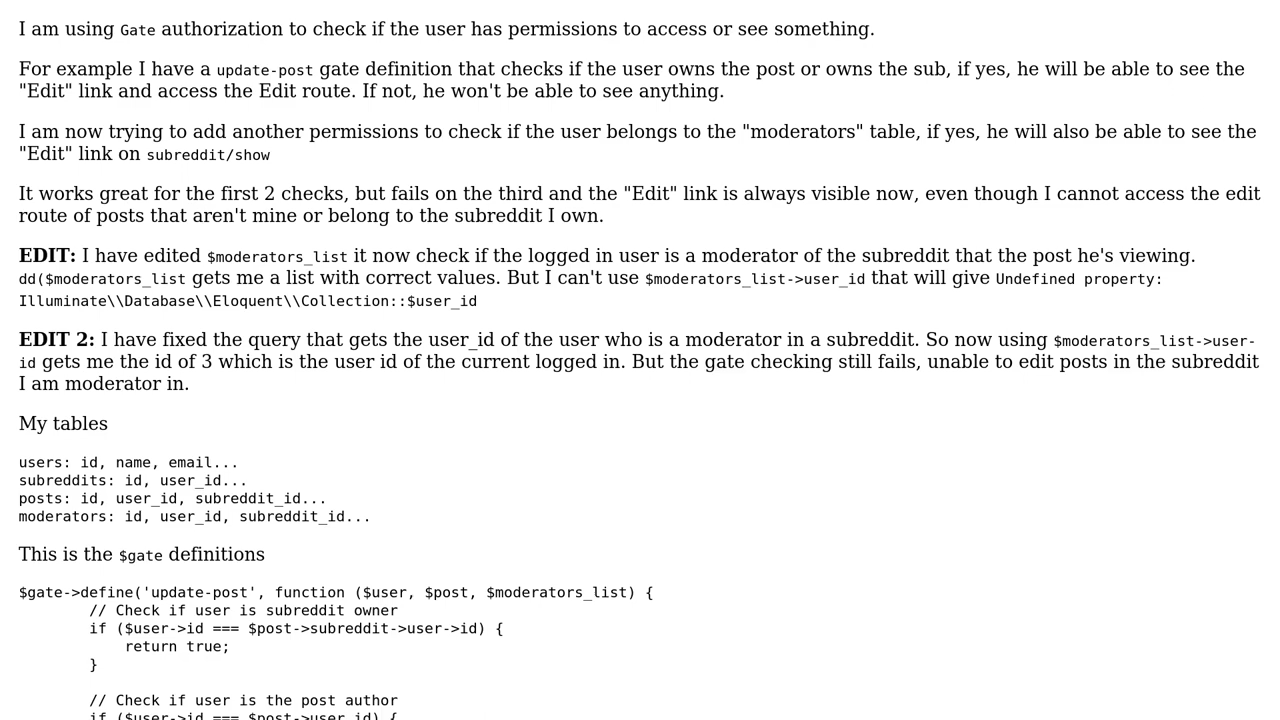 I am using Gate authorization to check if the user has permissions to access or see something.
For example I have a update-post gate definition that checks if the user owns the post or owns the sub, if yes, he will be able to see the
"Edit" link and access the Edit route. If not, he won't be able to see anything.
I am now trying to add another permissions to check if the user belongs to the "moderators" table, if yes, he will also be able to see the
"Edit" link on subreddit/show
It works great for the first 2 checks, but fails on the third and the "Edit" link is always visible now, even though I cannot access the edit
route of posts that aren't mine or belong to the subreddit I own.
EDIT: I have edited $moderators_list it now check if the logged in user is a moderator of the subreddit that the post he's viewing.
dd($moderators_list gets me a list with correct values. But I can't use $moderators_list->user_id that will give Undefined property:
Illuminate\\Database\\Eloquent\\Collection::$user_id
EDIT 2: I have fixed the query that gets the user_id of the user who is a moderator in a subreddit. So now using $moderators_list->user-
id gets me the id of 3 which is the user id of the current logged in. But the gate checking still fails, unable to edit posts in the subreddit
I am moderator in.
My tables
users: id, name, email...
subreddits: id, user_id...
posts: id, user_id, subreddit_id...
moderators: id, user_id, subreddit_id...
This is the $gate definitions
$gate->define('update-post', function ($user, $post, $moderators_list) {
        // Check if user is subreddit owner
        if ($user->id === $post->subreddit->user->id) {
            return true;
        }
        // Check if user is the post author
        if ($user->id === $post->user_id) {